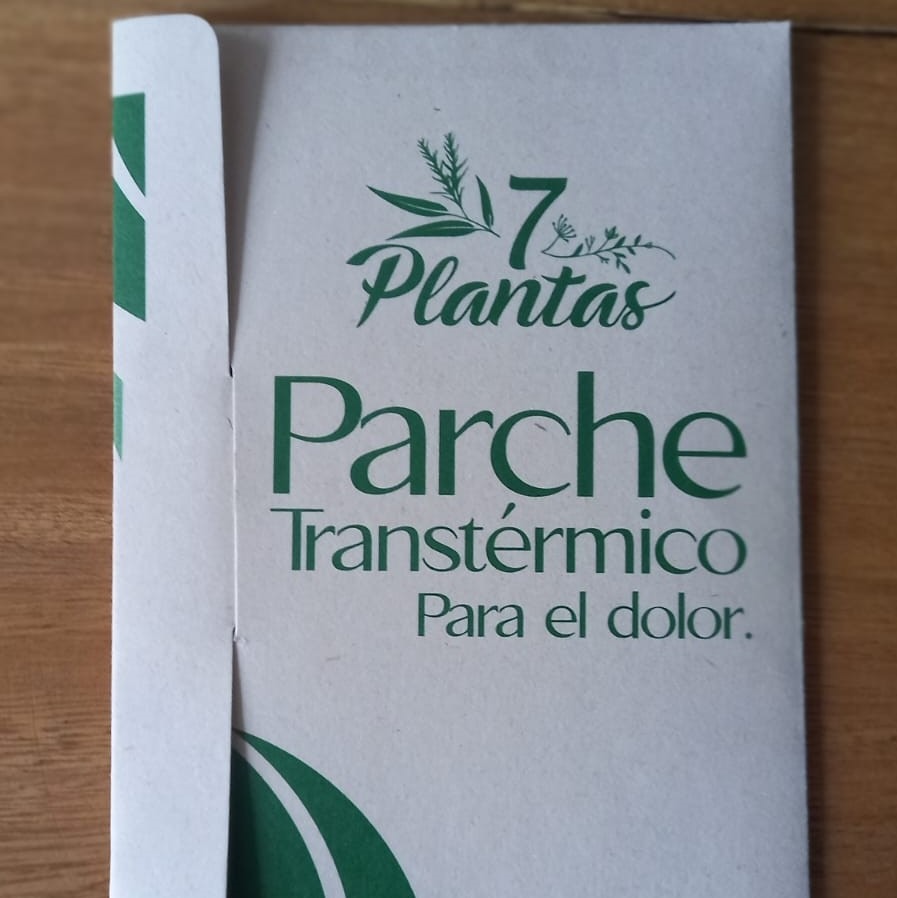 7
Plantas
Parche
Transtérmico
Para el dolor.